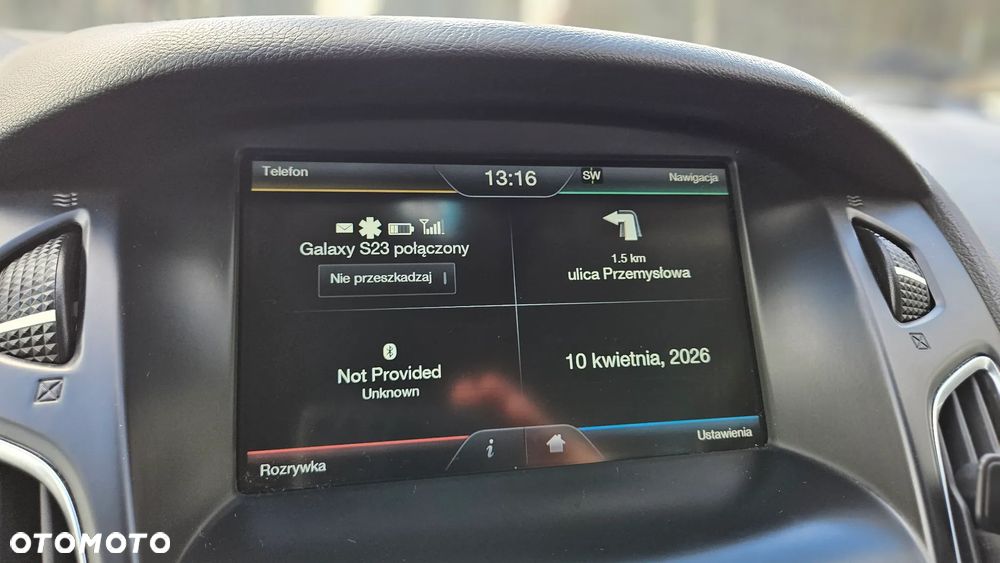 Telefon
13:16
SW
Nawigacja
Galaxy S23 połączony
Nie przeszkadzaj
1.5 km
ulica Przemysłowa
Not Provided
Unknown
10 kwietnia, 2026
Rozrywka
i
Ustawienia
OTOMOTO